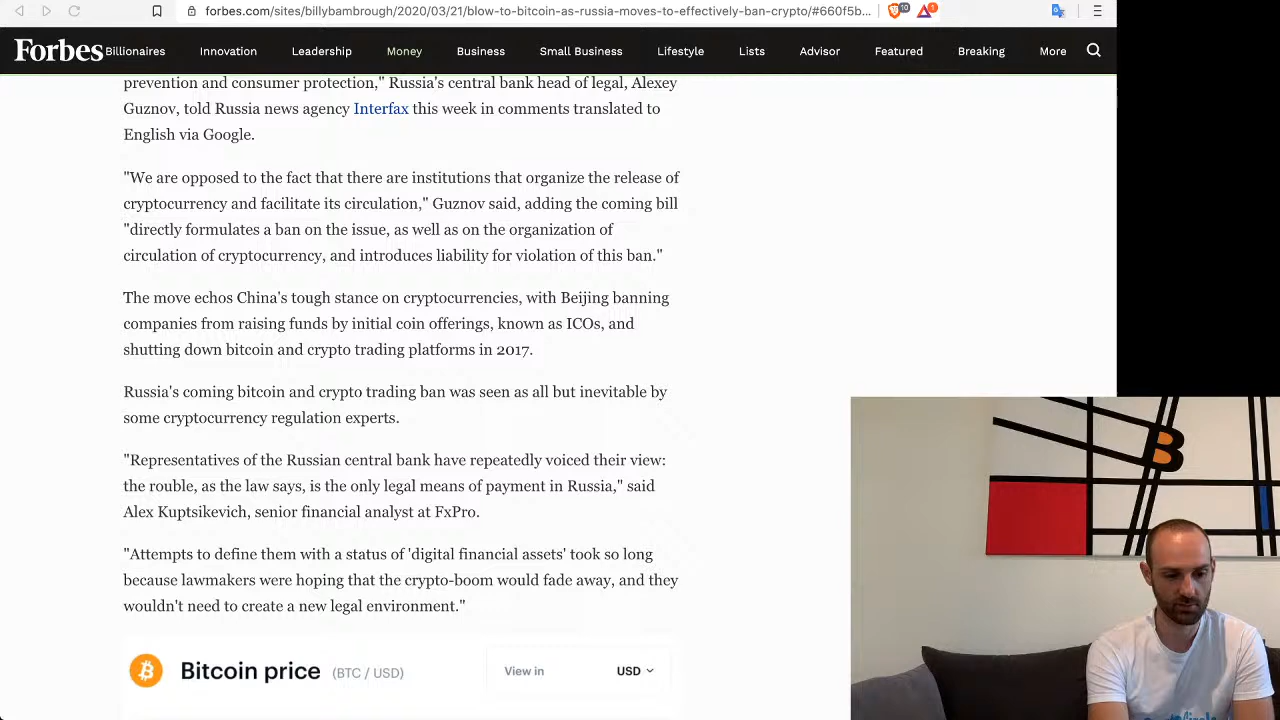 forbes.com/sites/billybambrough/2020/03/21/blow-to-bitcoin-as-russia-moves-to-effectively-ban-crypto/#660f5b...
10
1
Forbes
Billionaires Innovation Leadership Money Business Small Business Lifestyle Lists Advisor Featured Breaking More
prevention and consumer protection," Russia's central bank head of legal, Alexey
Guznov, told Russia news agency Interfax this week in comments translated to
English via Google.
"We are opposed to the fact that there are institutions that organize the release of
cryptocurrency and facilitate its circulation," Guznov said, adding the coming bill
"directly formulates a ban on the issue, as well as on the organization of
circulation of cryptocurrency, and introduces liability for violation of this ban."
The move echos China's tough stance on cryptocurrencies, with Beijing banning
companies from raising funds by initial coin offerings, known as ICOs, and
shutting down bitcoin and crypto trading platforms in 2017.
Russia's coming bitcoin and crypto trading ban was seen as all but inevitable by
some cryptocurrency regulation experts.
"Representatives of the Russian central bank have repeatedly voiced their view:
the rouble, as the law says, is the only legal means of payment in Russia," said
Alex Kuptsikevich, senior financial analyst at FxPro.
"Attempts to define them with a status of 'digital financial assets' took so long
because lawmakers were hoping that the crypto-boom would fade away, and they
wouldn't need to create a new legal environment."
Bitcoin price (BTC / USD)
View in USD